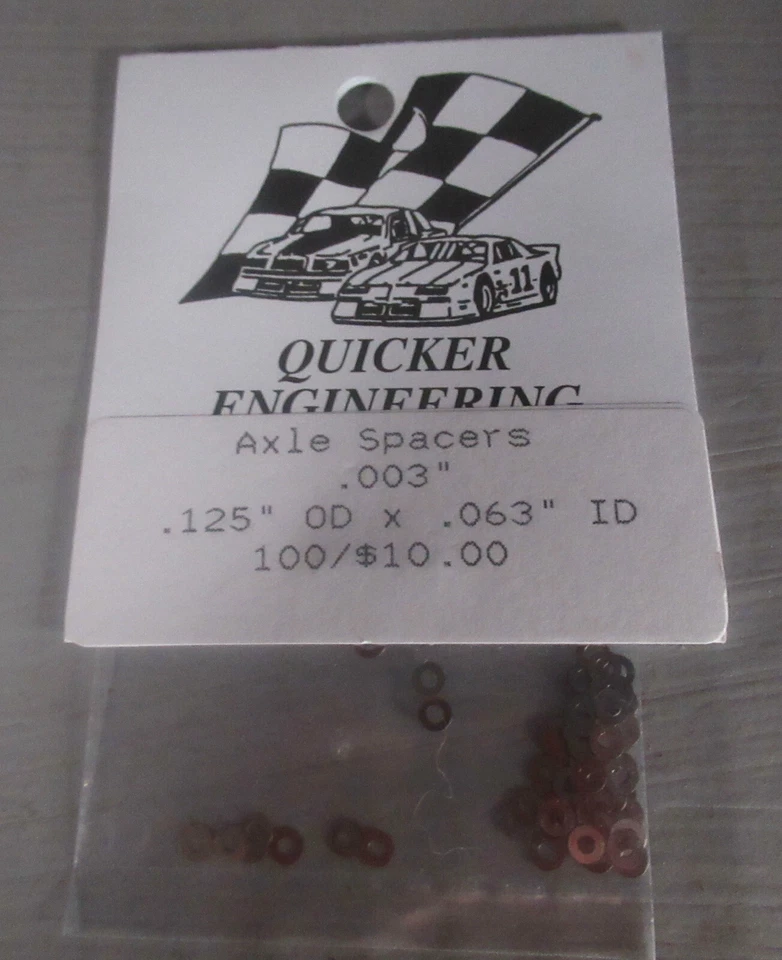 11
QUICKER
ENGINEERING
Axle Spacers
.003"
.125" OD x .063" ID
100/$10.00